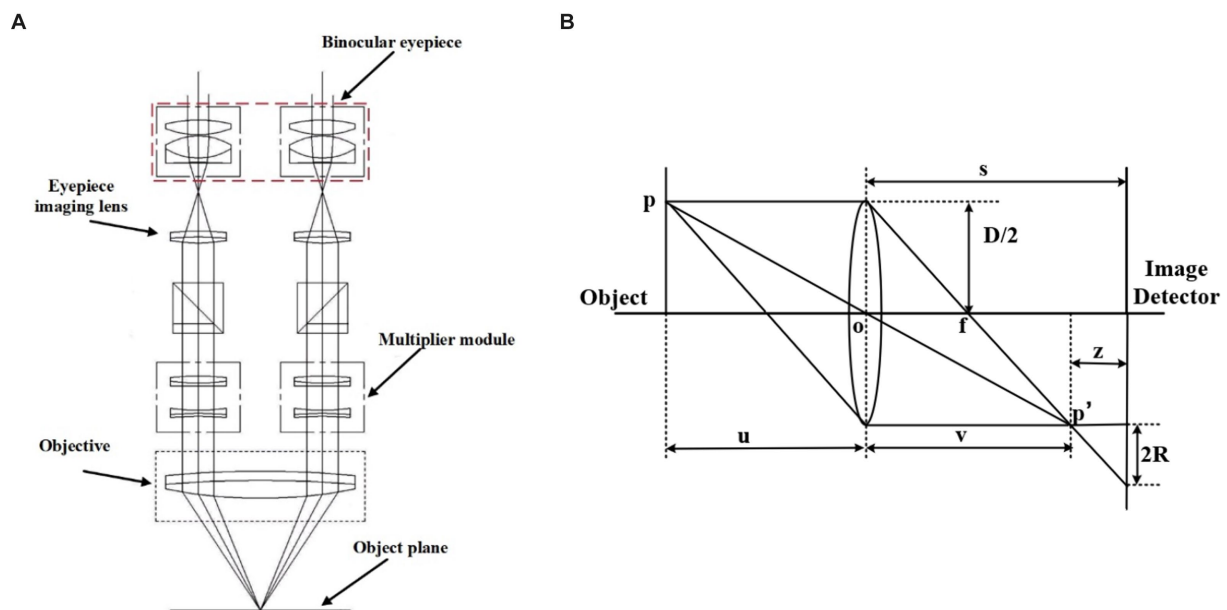 A
Binocular eyepiece
Eyepiece
imaging lens
Multiplier module
Objective
Object plane
B
s
p
D/2
Image
Detector
Object
o
f
z
p’
u
v
2R